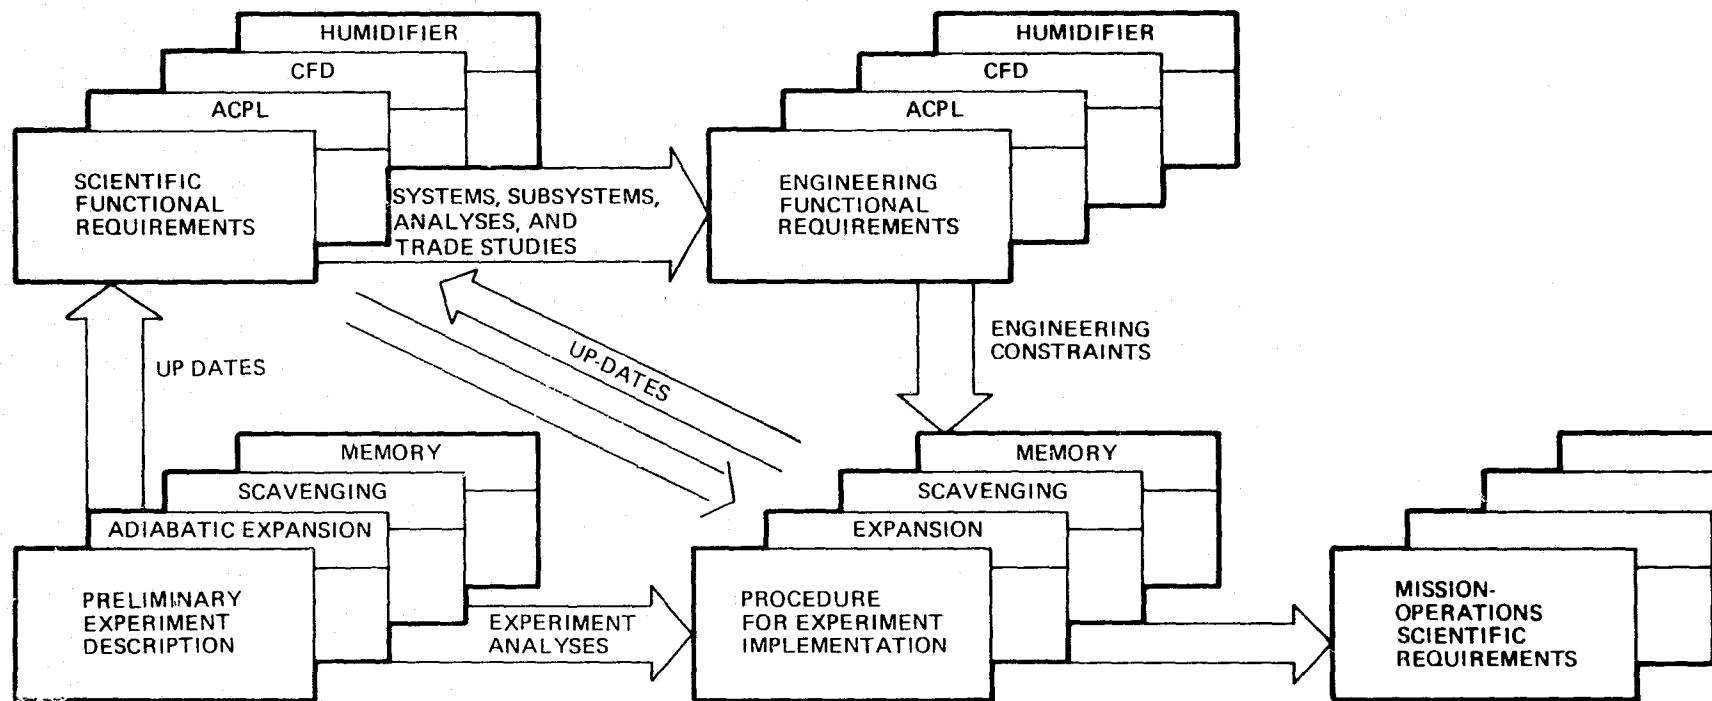 HUMIDIFIER
CFD
ACPL
SCIENTIFIC
FUNCTIONAL
REQUIREMENTS
SYSTEMS, SUBSYSTEMS,
ANALYSES, AND
TRADE STUDIES
HUMIDIFIER
CFD
ACPL
ENGINEERING
FUNCTIONAL
REQUIREMENTS
UP DATES
UP-DATES
ENGINEERING
CONSTRAINTS
MEMORY
SCAVENGING
ADIABATIC EXPANSION
PRELIMINARY
EXPERIMENT
DESCRIPTION
EXPERIMENT
ANALYSES
MEMORY
SCAVENGING
EXPANSION
PROCEDURE
FOR EXPERIMENT
IMPLEMENTATION
MISSION-
OPERATIONS
SCIENTIFIC
REQUIREMENTS